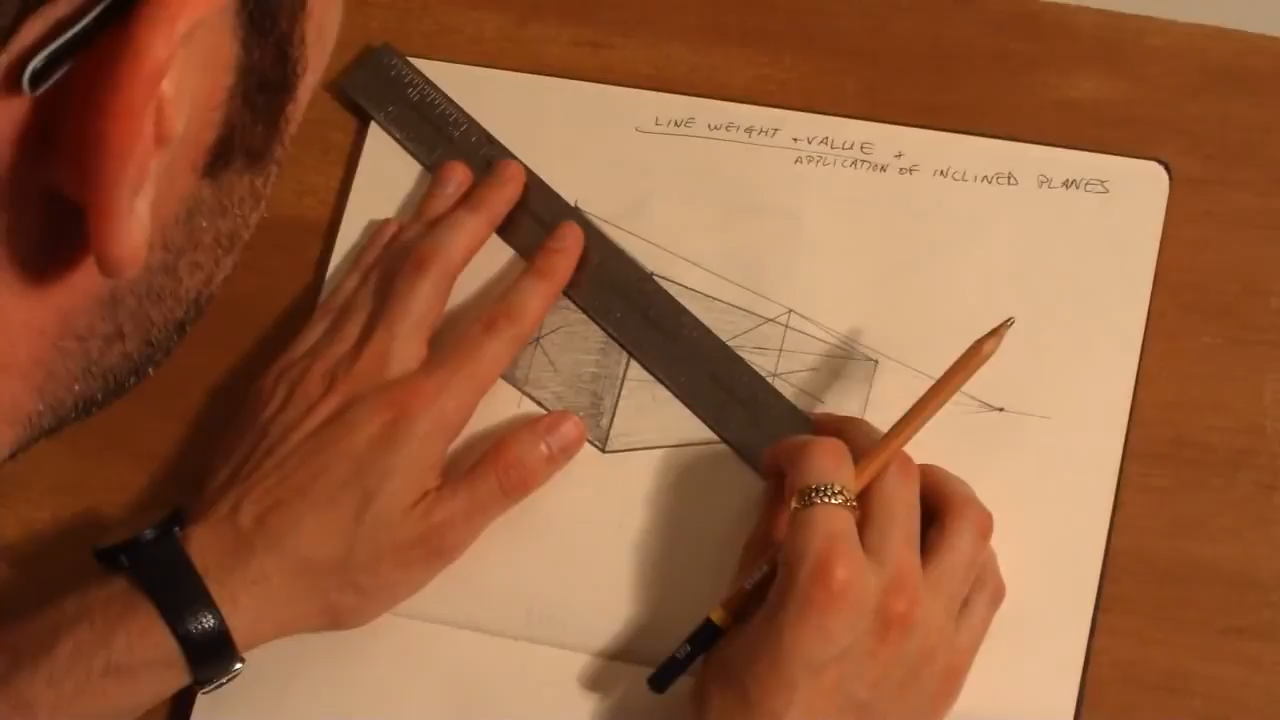 LINE WEIGHT + VALUE +
APPLICATION OF INCLINED PLANES